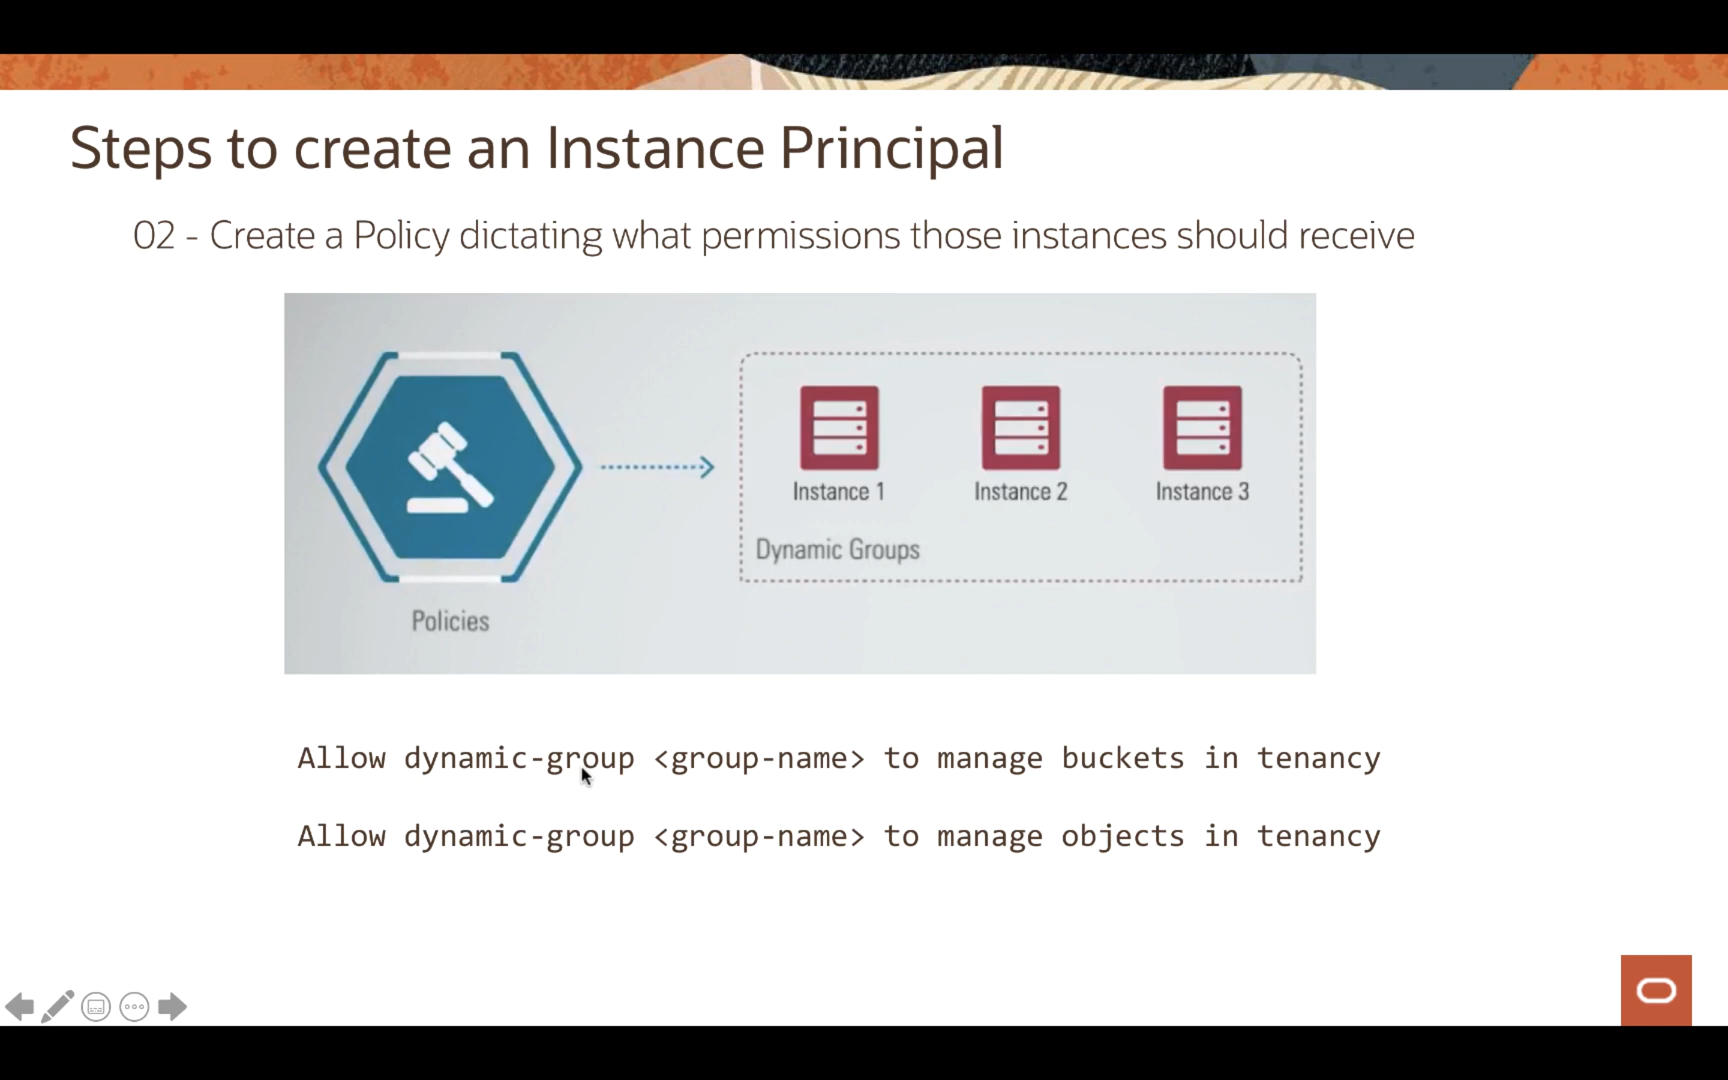 Steps to create an Instance Principal
02 - Create a Policy dictating what permissions those instances should receive
Instance 1
Instance 2
Instance 3
Dynamic Groups
Policies
Allow dynamic-group <group-name> to manage buckets in tenancy
Allow dynamic-group <group-name> to manage objects in tenancy